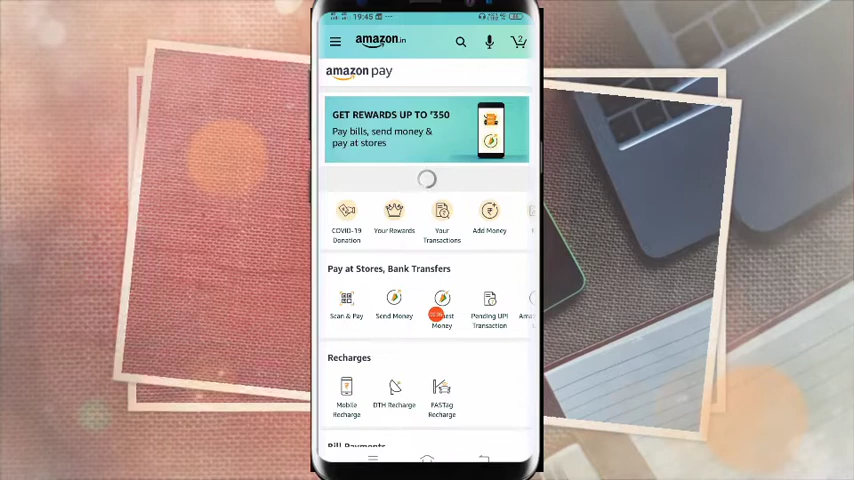 19:45
amazon.in
2
amazon pay
GET REWARDS UP TO ₹350
Pay bills, send money &
pay at stores
COVID-19
Donation
Your Rewards
Your
Transactions
Add Money
Pay at Stores, Bank Transfers
Scan & Pay
Send Money
Money
Pending UPI
Transaction
Recharges
Mobile
Recharge
DTH Recharge
FASTag
Recharge
Bill Payments